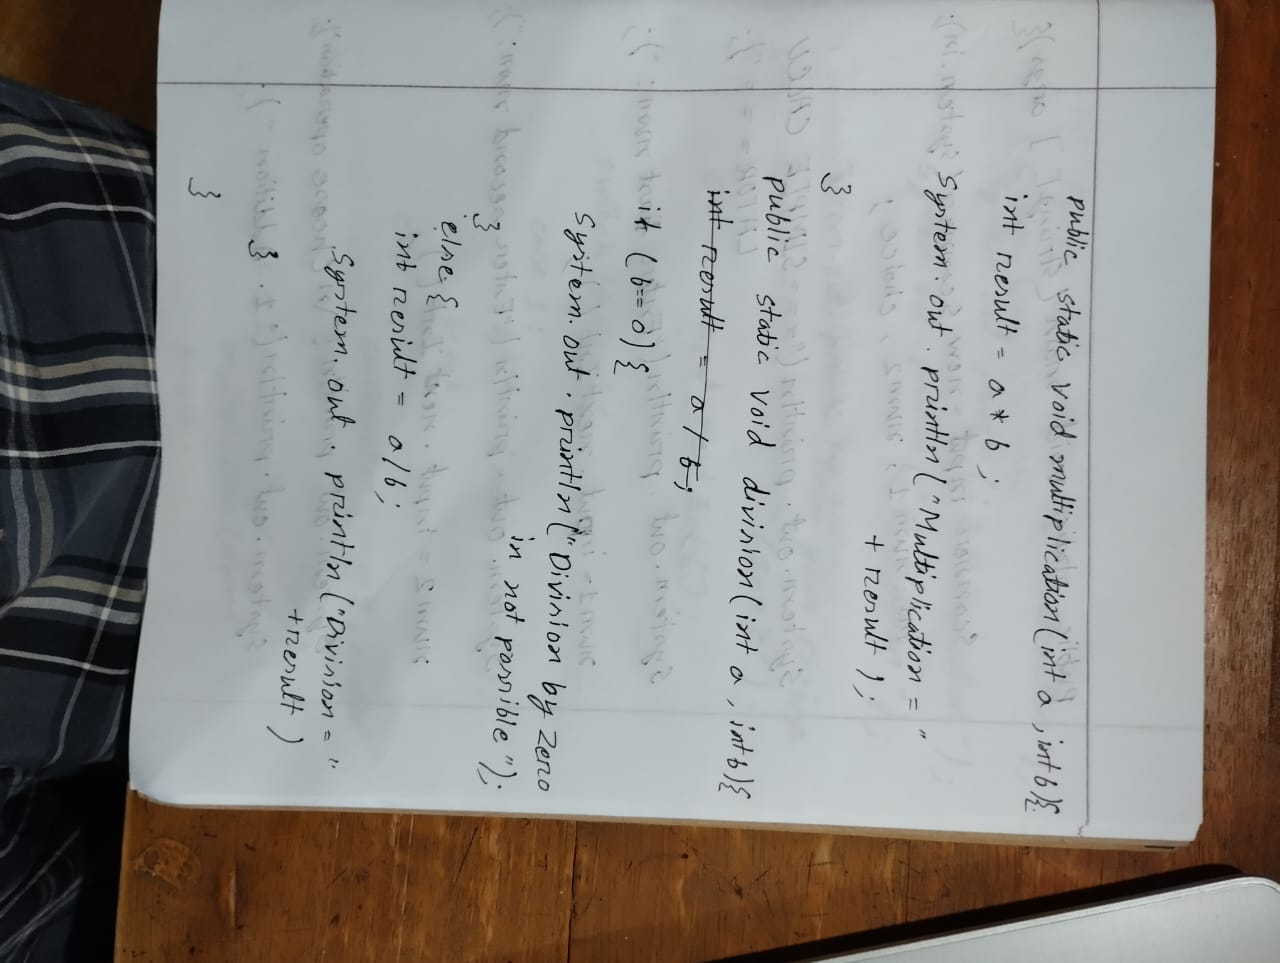 public static void multiplication(int a, int b){
int result = a * b;
System.out.println("Multiplication = "
+ result);
}
public static void division(int a, int b){
int result = a / b;
if (b==0){
System.out.println("Division by zero
is not possible");
}
else {
int result = a/b;
System.out.println("Division = "
+result)
}
}